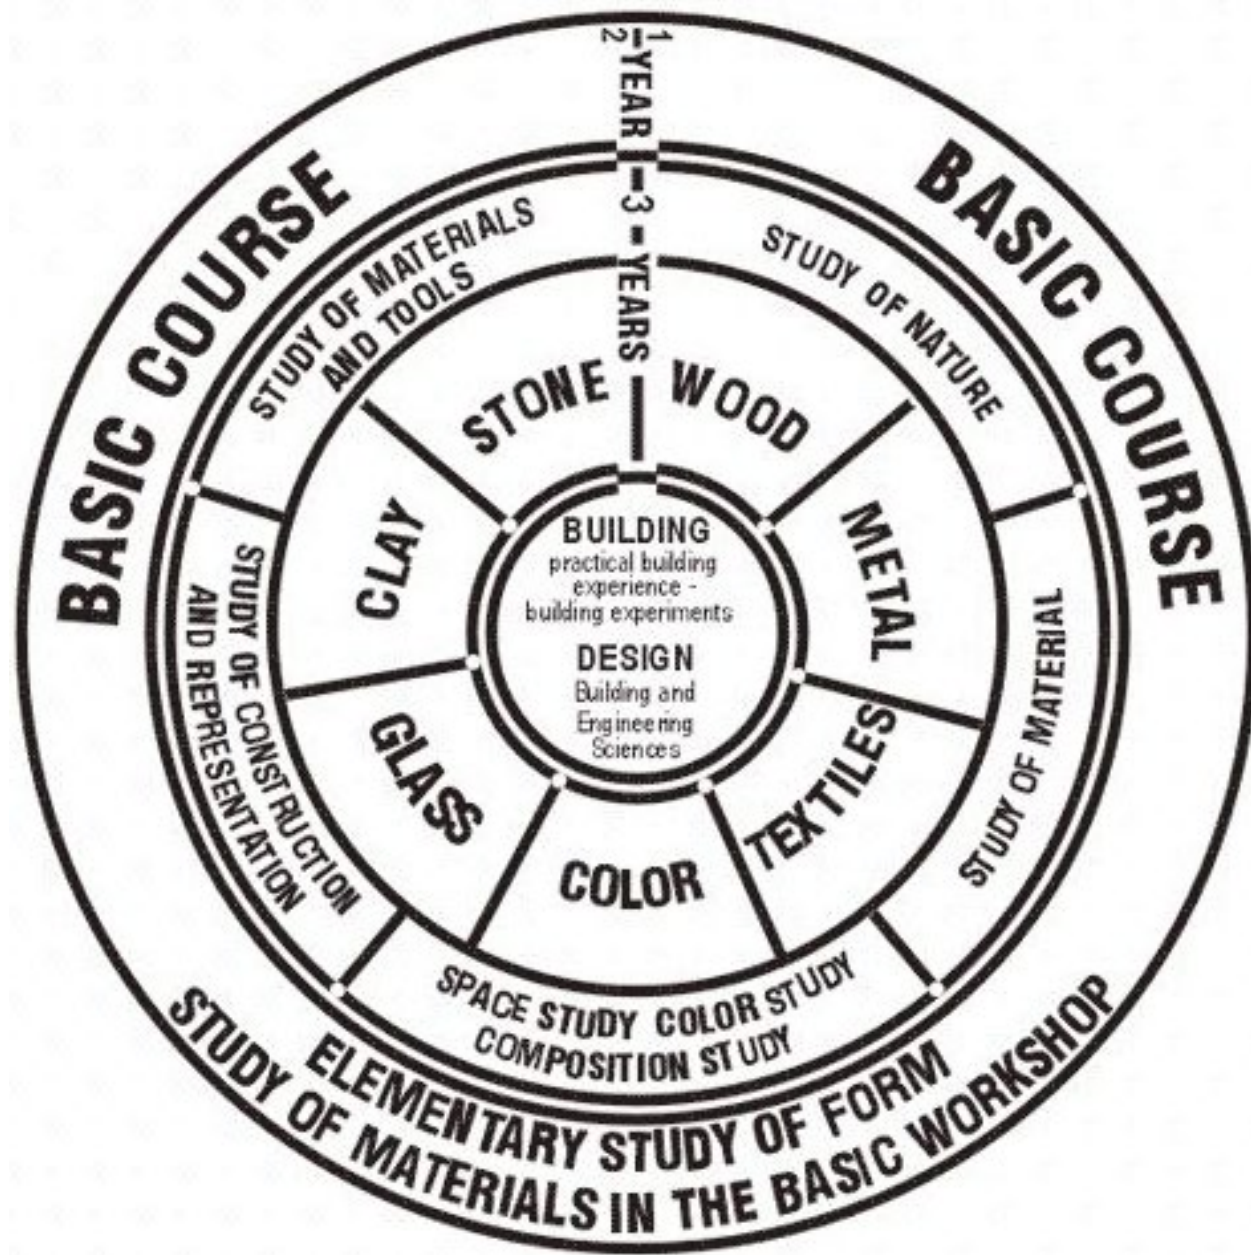 1
2
YEAR
3 - YEARS
BASIC COURSE
BASIC COURSE
STUDY OF MATERIALS
AND TOOLS
STUDY OF NATURE
STONE
WOOD
CLAY
METAL
BUILDING
practical building
experience -
building experiments
DESIGN
Building and
Engineering
Sciences
STUDY OF CONSTRUCTION
AND REPRESENTATION
STUDY OF MATERIAL
GLASS
TEXTILES
COLOR
SPACE STUDY COLOR STUDY
COMPOSITION STUDY
ELEMENTARY STUDY OF FORM
STUDY OF MATERIALS IN THE BASIC WORKSHOP